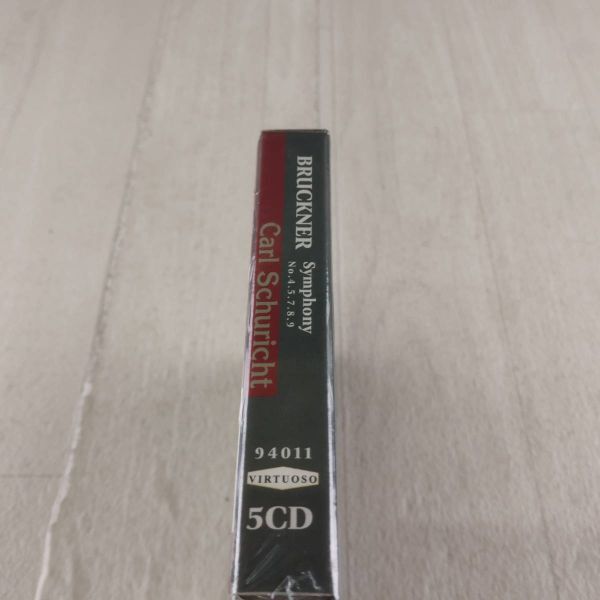 BRUCKNER Symphony
No.4.5.7.8.9
Carl Schuricht
94011
VIRTUOSO
5CD